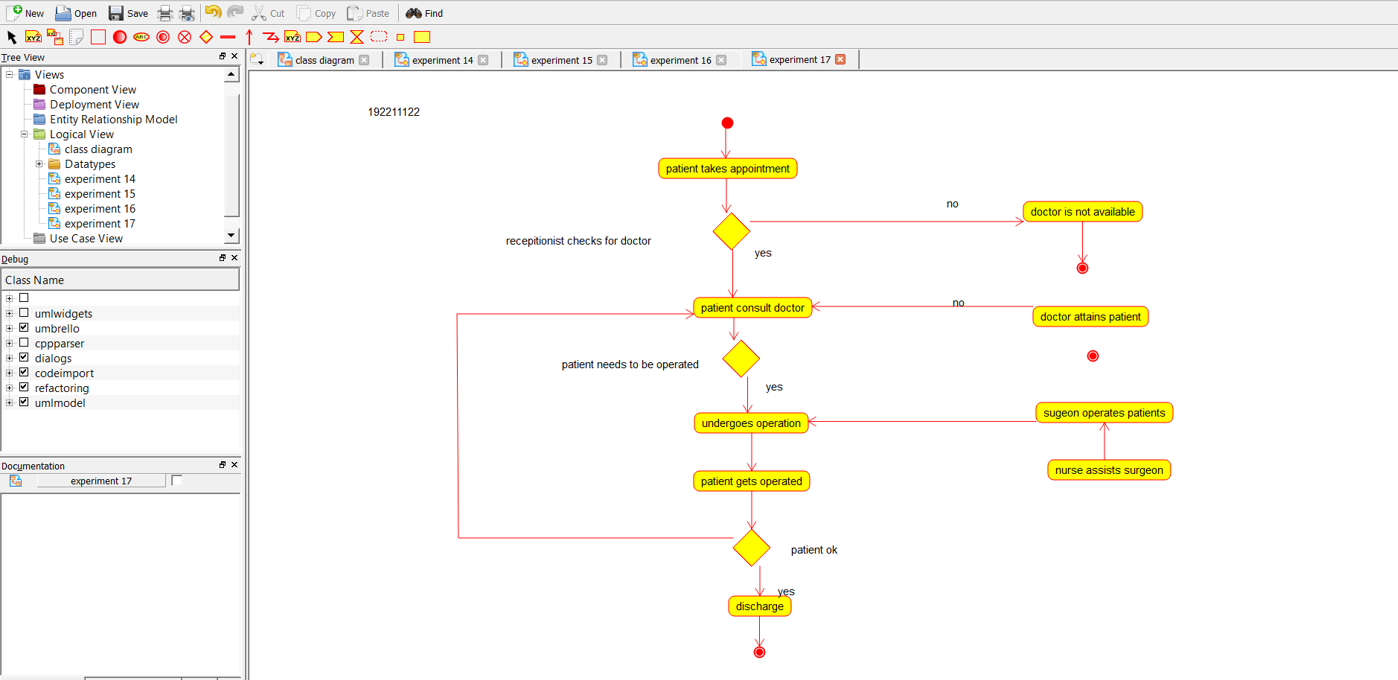 New Open Save Cut Copy Paste Find
XYZ ABC XYZ
Tree View
class diagram experiment 14 experiment 15 experiment 16 experiment 17
Views
Component View
Deployment View
Entity Relationship Model
Logical View
class diagram
Datatypes
experiment 14
experiment 15
experiment 16
experiment 17
Use Case View
Debug
Class Name
umlwidgets
umbrello
cppparser
dialogs
codeimport
refactoring
umlmodel
Documentation
experiment 17
192211122
patient takes appointment
no
doctor is not available
recepitionist checks for doctor
yes
patient consult doctor
no
doctor attains patient
patient needs to be operated
yes
undergoes operation
sugeon operates patients
nurse assists surgeon
patient gets operated
patient ok
yes
discharge